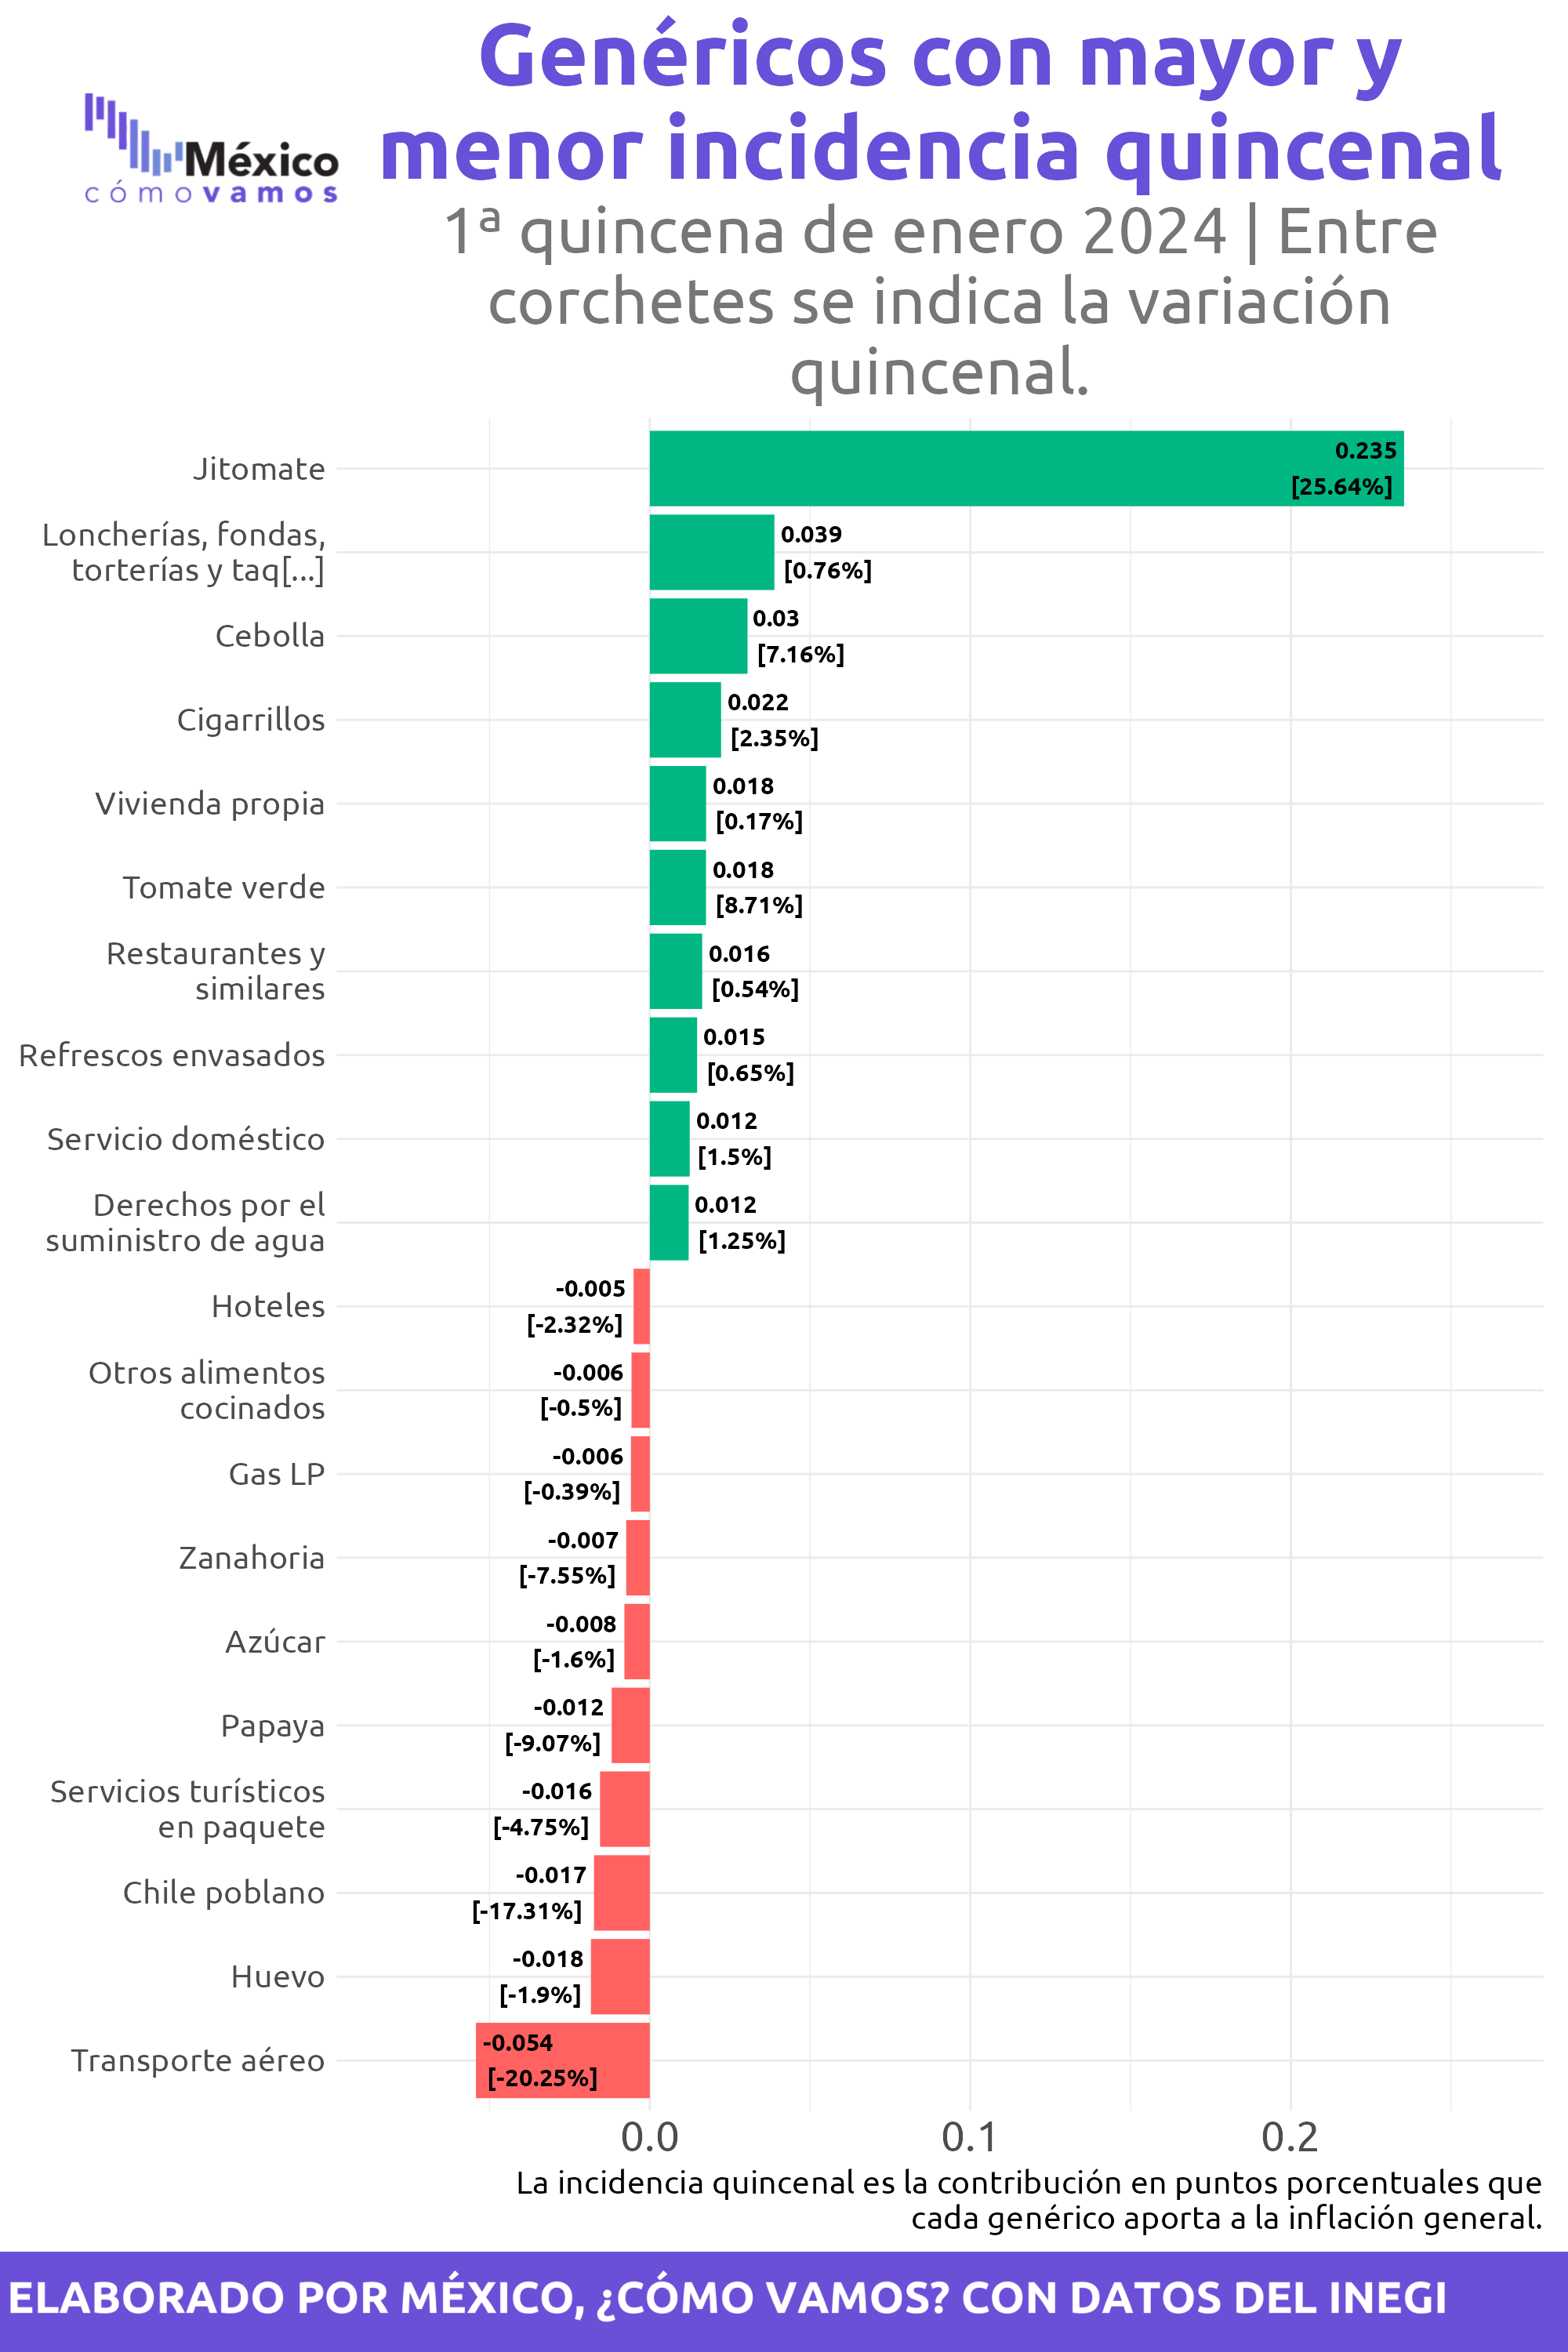 Genéricos con mayor y
menor incidencia quincenal
México
cómovamos
1ª quincena de enero 2024 | Entre
corchetes se indica la variación
quincenal.
Jitomate
0.235
[25.64%]
Loncherías, fondas,
torterías y taq[...]
0.039
[0.76%]
Cebolla
0.03
[7.16%]
Cigarrillos
0.022
[2.35%]
Vivienda propia
0.018
[0.17%]
Tomate verde
0.018
[8.71%]
Restaurantes y
similares
0.016
[0.54%]
Refrescos envasados
0.015
[0.65%]
Servicio doméstico
0.012
[1.5%]
Derechos por el
suministro de agua
0.012
[1.25%]
Hoteles
-0.005
[-2.32%]
Otros alimentos
cocinados
-0.006
[-0.5%]
Gas LP
-0.006
[-0.39%]
Zanahoria
-0.007
[-7.55%]
Azúcar
-0.008
[-1.6%]
Papaya
-0.012
[-9.07%]
Servicios turísticos
en paquete
-0.016
[-4.75%]
Chile poblano
-0.017
[-17.31%]
Huevo
-0.018
[-1.9%]
Transporte aéreo
-0.054
[-20.25%]
0.0 0.1 0.2
La incidencia quincenal es la contribución en puntos porcentuales que
cada genérico aporta a la inflación general.
ELABORADO POR MÉXICO, ¿CÓMO VAMOS? CON DATOS DEL INEGI